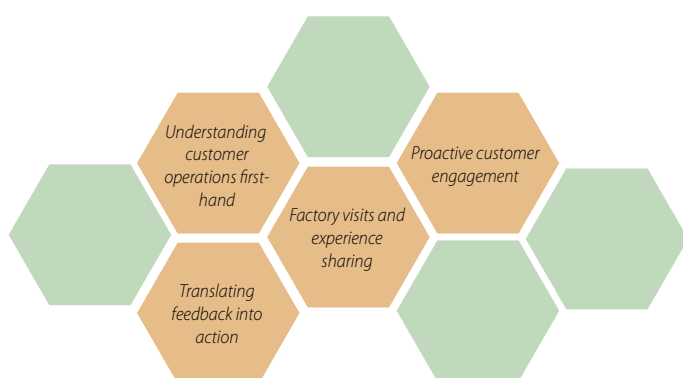 Understanding
customer
operations first-
hand
Proactive customer
engagement
Factory visits and
experience
sharing
Translating
feedback into
action